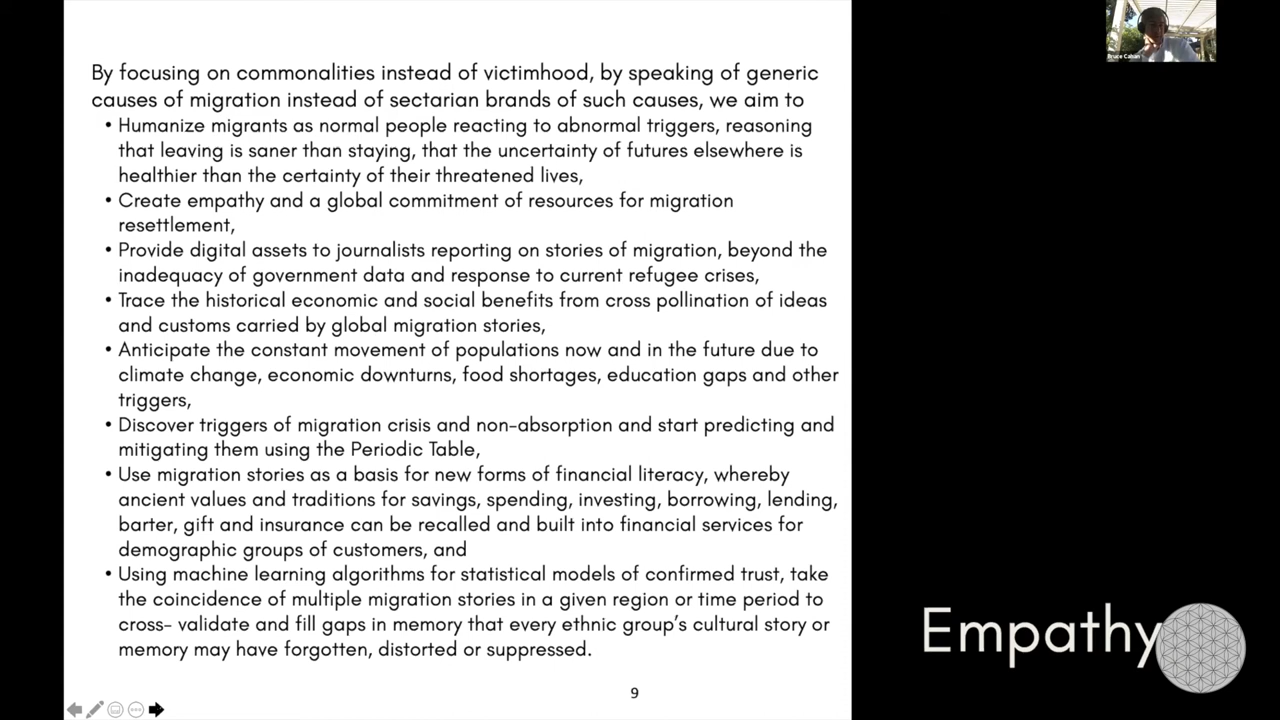 Bruce Cahan
By focusing on commonalities instead of victimhood, by speaking of generic
causes of migration instead of sectarian brands of such causes, we aim to
• Humanize migrants as normal people reacting to abnormal triggers, reasoning
that leaving is saner than staying, that the uncertainty of futures elsewhere is
healthier than the certainty of their threatened lives,
• Create empathy and a global commitment of resources for migration
resettlement,
• Provide digital assets to journalists reporting on stories of migration, beyond the
inadequacy of government data and response to current refugee crises,
• Trace the historical economic and social benefits from cross pollination of ideas
and customs carried by global migration stories,
• Anticipate the constant movement of populations now and in the future due to
climate change, economic downturns, food shortages, education gaps and other
triggers,
• Discover triggers of migration crisis and non-absorption and start predicting and
mitigating them using the Periodic Table,
• Use migration stories as a basis for new forms of financial literacy, whereby
ancient values and traditions for savings, spending, investing, borrowing, lending,
barter, gift and insurance can be recalled and built into financial services for
demographic groups of customers, and
• Using machine learning algorithms for statistical models of confirmed trust, take
the coincidence of multiple migration stories in a given region or time period to
cross- validate and fill gaps in memory that every ethnic group's cultural story or
memory may have forgotten, distorted or suppressed.
Empathy
9